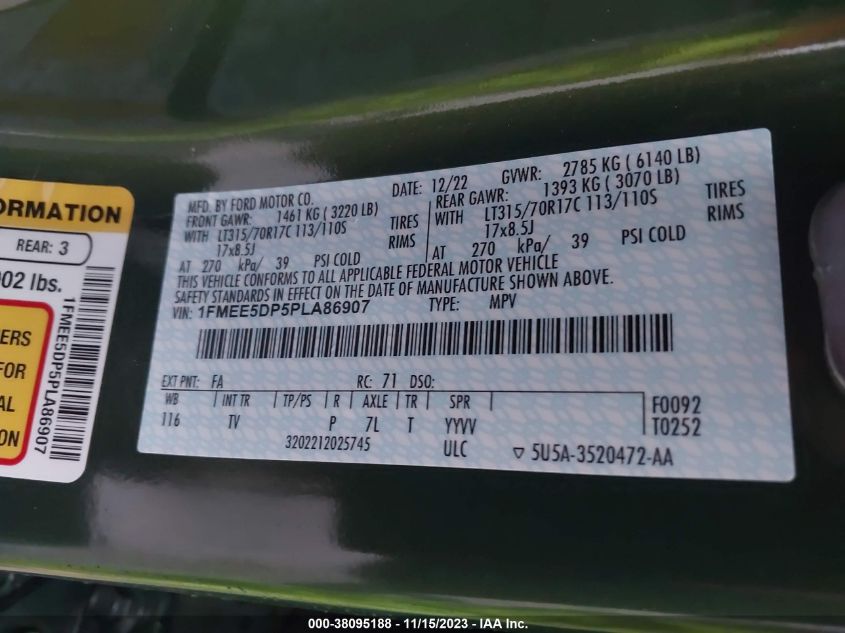 ORMATION
REAR: 3
002 lbs.
ERS
FOR
AL
ON
1FMEE5DP5PLA86907
MFD. BY FORD MOTOR CO.
DATE: 12/22 GVWR: 2785 KG ( 6140 LB)
FRONT GAWR: 1461 KG ( 3220 LB) REAR GAWR: 1393 KG ( 3070 LB)
WITH LT315/70R17C 113/110S TIRES WITH LT315/70R17C 113/110S TIRES
17x8.5J RIMS 17x8.5J RIMS
AT 270 kPa/ 39 PSI COLD AT 270 kPa/ 39 PSI COLD
THIS VEHICLE CONFORMS TO ALL APPLICABLE FEDERAL MOTOR VEHICLE
SAFETY STANDARDS IN EFFECT ON THE DATE OF MANUFACTURE SHOWN ABOVE.
VIN: 1FMEE5DP5PLA86907 TYPE: MPV
EXT PNT: FA RC: 71 DSO:
WB INT TR TP/PS R AXLE TR SPR F0092
116 TV P 7L T YYVV T0252
3202212025745 ULC ▽ 5U5A-3520472-AA
000-38095188 - 11/15/2023 - IAA Inc.